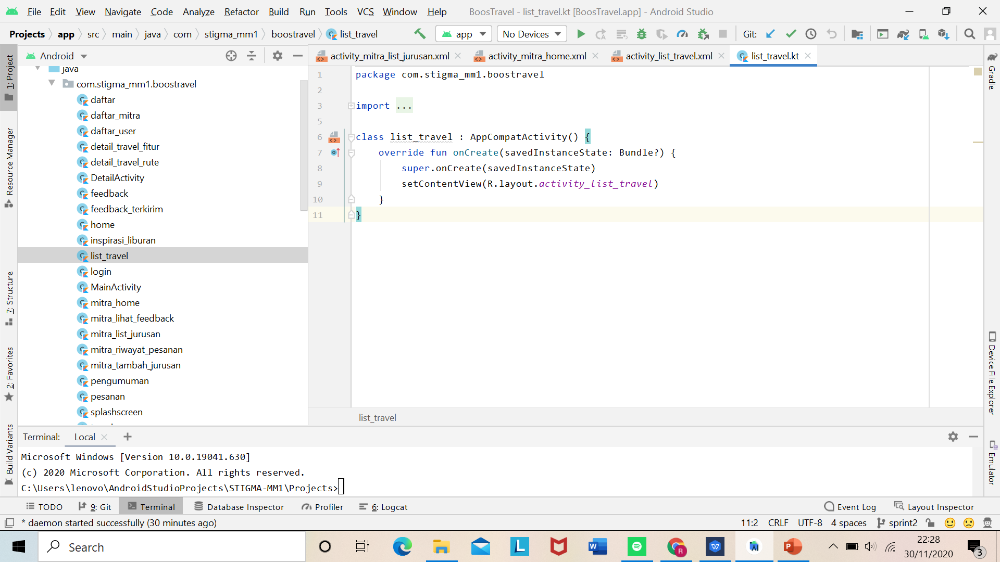 File Edit View Navigate Code Analyze Refactor Build Run Tools VCS Window Help BoosTravel - list_travel.kt [BoosTravel.app] - Android Studio
Projects app src main java com stigma_mm1 boostravel list_travel app No Devices Git:
Android
activity_mitra_list_jurusan.xml activity_mitra_home.xml activity_list_travel.xml list_travel.kt
1: Project
Resource Manager
7: Structure
2: Favorites
Build Variants
java
com.stigma_mm1.boostravel
daftar
daftar_mitra
daftar_user
detail_travel_fitur
detail_travel_rute
DetailActivity
feedback
feedback_terkirim
home
inspirasi_liburan
list_travel
login
MainActivity
mitra_home
mitra_lihat_feedback
mitra_list_jurusan
mitra_riwayat_pesanan
mitra_tambah_jurusan
pengumuman
pesanan
splashscreen
1 package com.stigma_mm1.boostravel
2
3 import ...
5
6 class list_travel : AppCompatActivity() {
7 override fun onCreate(savedInstanceState: Bundle?) {
8 super.onCreate(savedInstanceState)
9 setContentView(R.layout.activity_list_travel)
10 }
11 }
list_travel
Gradle
Device File Explorer
Emulator
Terminal: Local
Microsoft Windows [Version 10.0.19041.630]
(c) 2020 Microsoft Corporation. All rights reserved.
C:\Users\lenovo\AndroidStudioProjects\STIGMA-MM1\Projects>
TODO 9: Git Terminal Database Inspector Profiler 6: Logcat Event Log Layout Inspector
* daemon started successfully (30 minutes ago) 11:2 CRLF UTF-8 4 spaces sprint2
Search
L
W
R
AI
P
22:28
30/11/2020
3